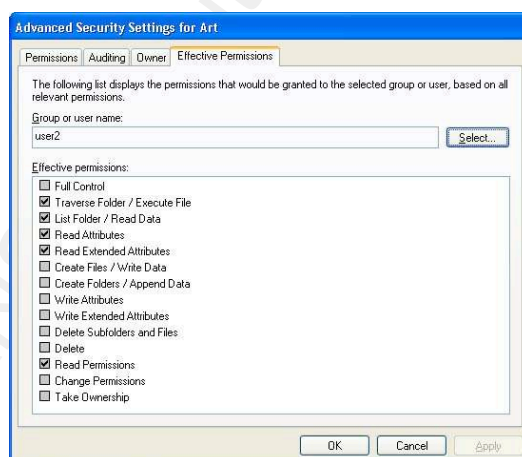 Advanced Security Settings for Art
Permissions Auditing Owner Effective Permissions
The following list displays the permissions that would be granted to the selected group or user, based on all
relevant permissions.
Group or user name:
user2
Select...
Effective permissions:
Full Control
Traverse Folder / Execute File
List Folder / Read Data
Read Attributes
Read Extended Attributes
Create Files / Write Data
Create Folders / Append Data
Write Attributes
Write Extended Attributes
Delete Subfolders and Files
Delete
Read Permissions
Change Permissions
Take Ownership
OK Cancel Apply